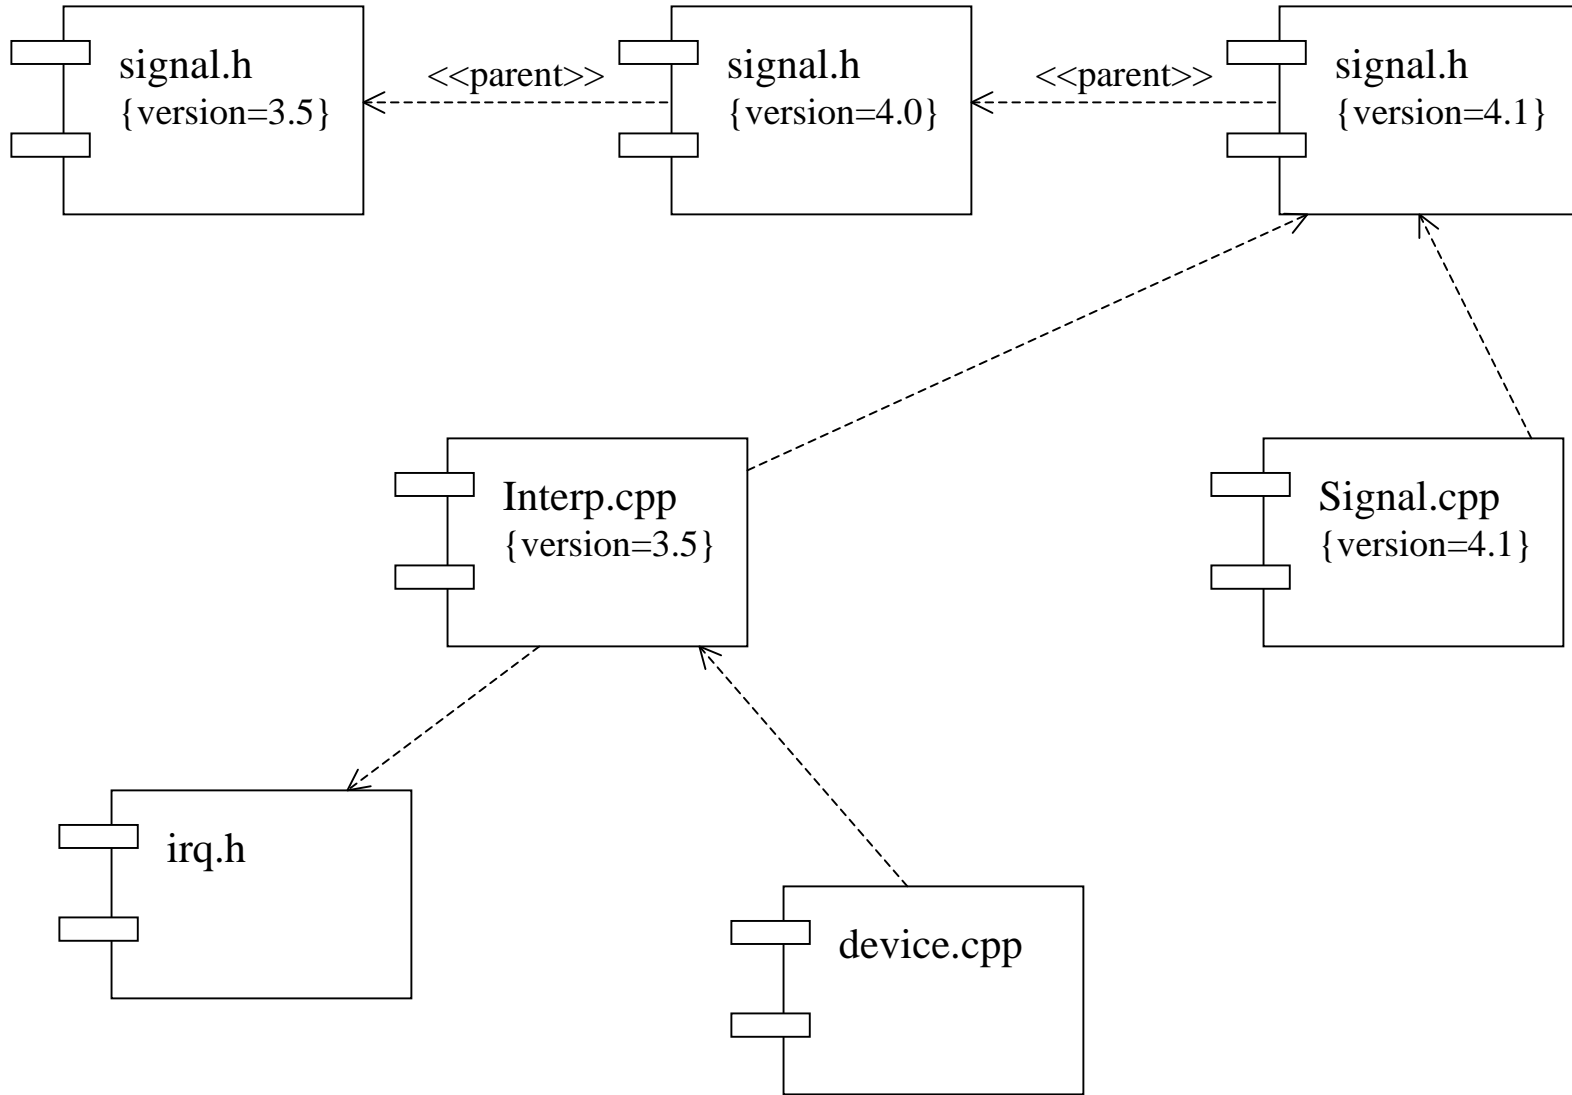 signal.h
{version=3.5}
<<parent>>
signal.h
{version=4.0}
<<parent>>
signal.h
{version=4.1}
Interp.cpp
{version=3.5}
Signal.cpp
{version=4.1}
irq.h
device.cpp